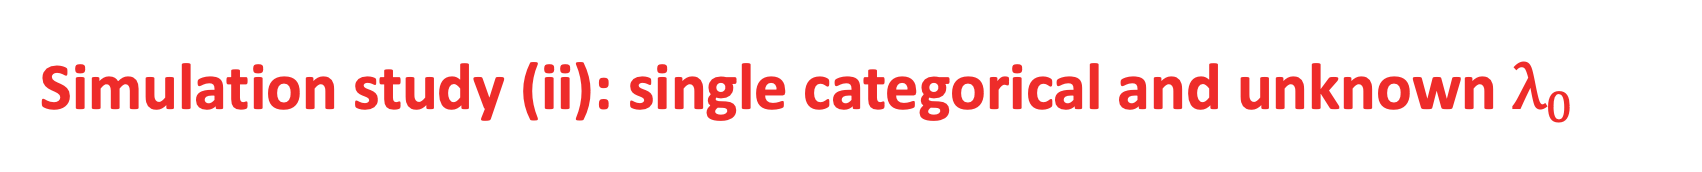 Simulation study (ii): single categorical and unknown λ₀